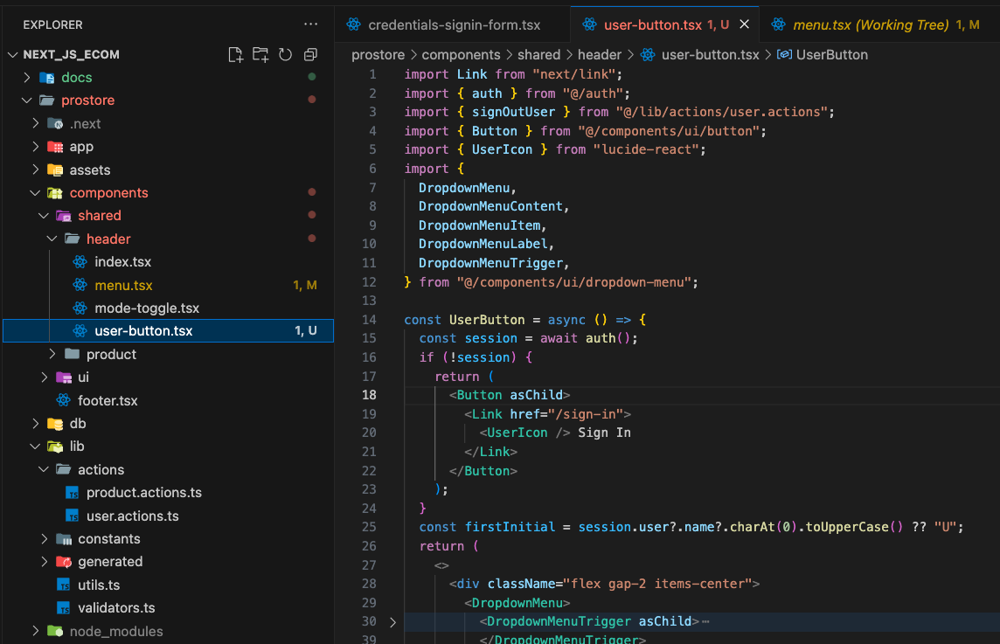 EXPLORER
NEXT_JS_ECOM
docs
prostore
.next
app
assets
components
shared
header
index.tsx
menu.tsx 1, M
mode-toggle.tsx
user-button.tsx 1, U
product
ui
footer.tsx
db
lib
actions
product.actions.ts
user.actions.ts
constants
generated
utils.ts
validators.ts
node_modules
credentials-signin-form.tsx user-button.tsx 1, U menu.tsx (Working Tree) 1, M
prostore > components > shared > header > user-button.tsx > UserButton
1 import Link from "next/link";
2 import { auth } from "@/auth";
3 import { signOutUser } from "@/lib/actions/user.actions";
4 import { Button } from "@/components/ui/button";
5 import { UserIcon } from "lucide-react";
6 import {
7 DropdownMenu,
8 DropdownMenuContent,
9 DropdownMenuItem,
10 DropdownMenuLabel,
11 DropdownMenuTrigger,
12 } from "@/components/ui/dropdown-menu";
13
14 const UserButton = async () => {
15 const session = await auth();
16 if (!session) {
17 return (
18 <Button asChild>
19 <Link href="/sign-in">
20 <UserIcon /> Sign In
21 </Link>
22 </Button>
23 );
24 }
25 const firstInitial = session.user?.name?.charAt(0).toUpperCase() ?? "U";
26 return (
27 <>
28 <div className="flex gap-2 items-center">
29 <DropdownMenu>
30 <DropdownMenuTrigger asChild>
39 </DropdownMenuTrigger>